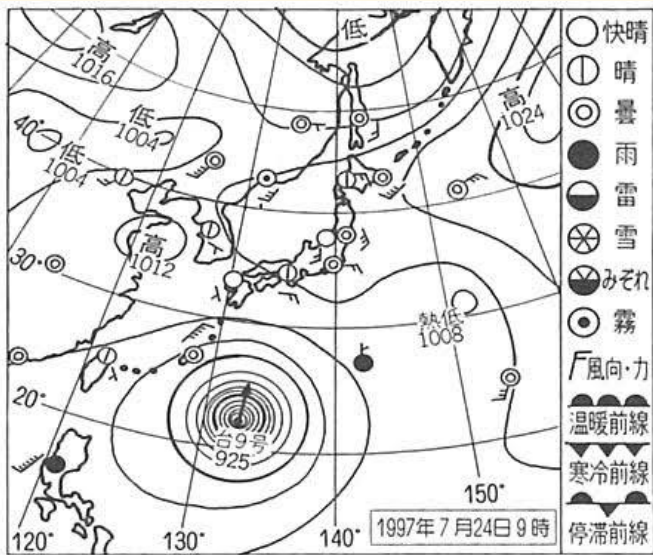 高
1016
低
高
1024
低
1004
40°
低
1004
高
1012
30°
熱低
1008
20°
台9号
925
120°
130°
140°
150°
1997年7月24日9時
快晴
晴
曇
雨
雷
雪
みぞれ
霧
風向・力
温暖前線
寒冷前線
停滞前線